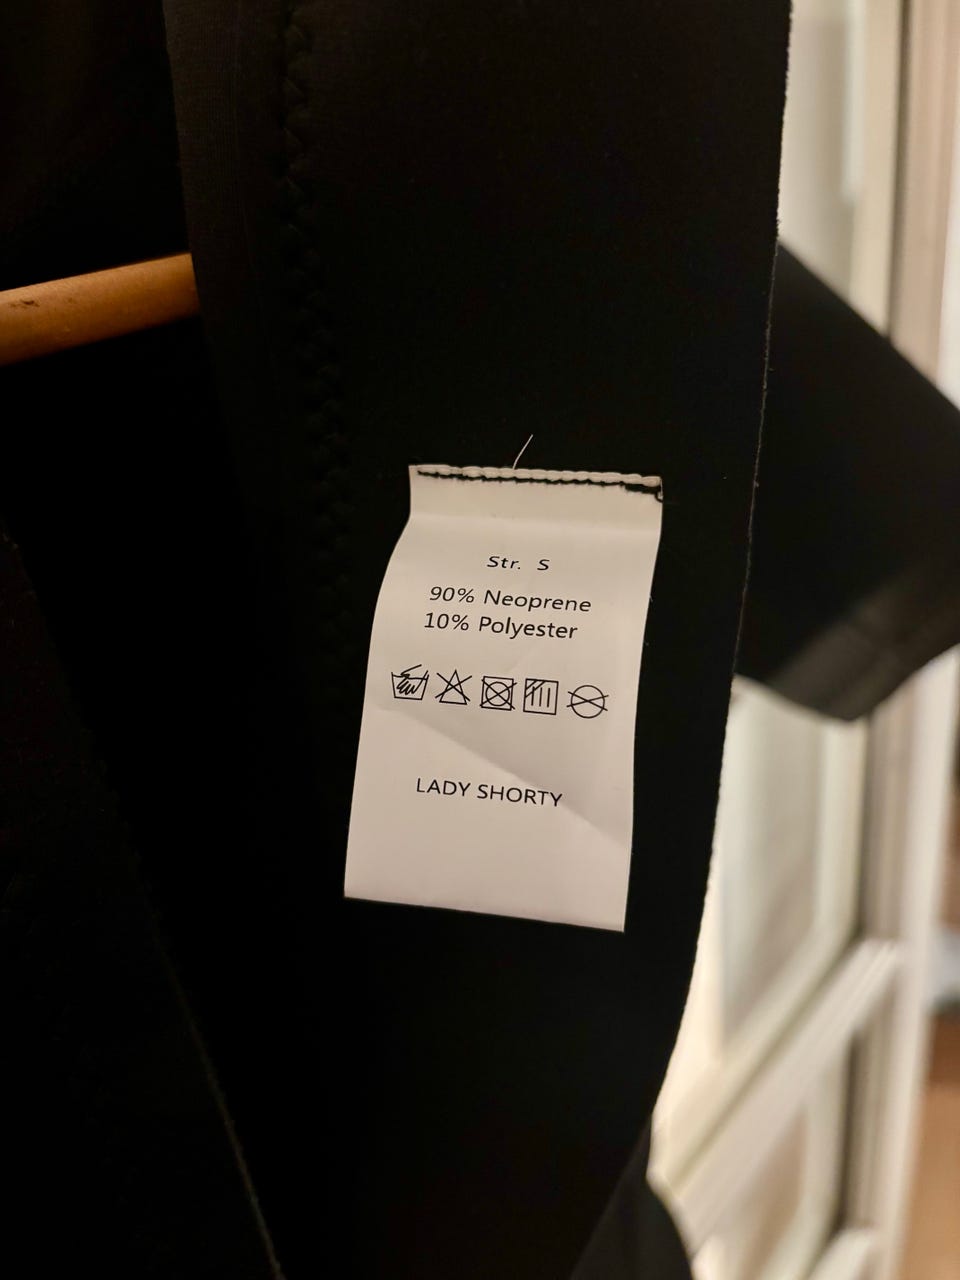 Str. S
90% Neoprene
10% Polyester
LADY SHORTY